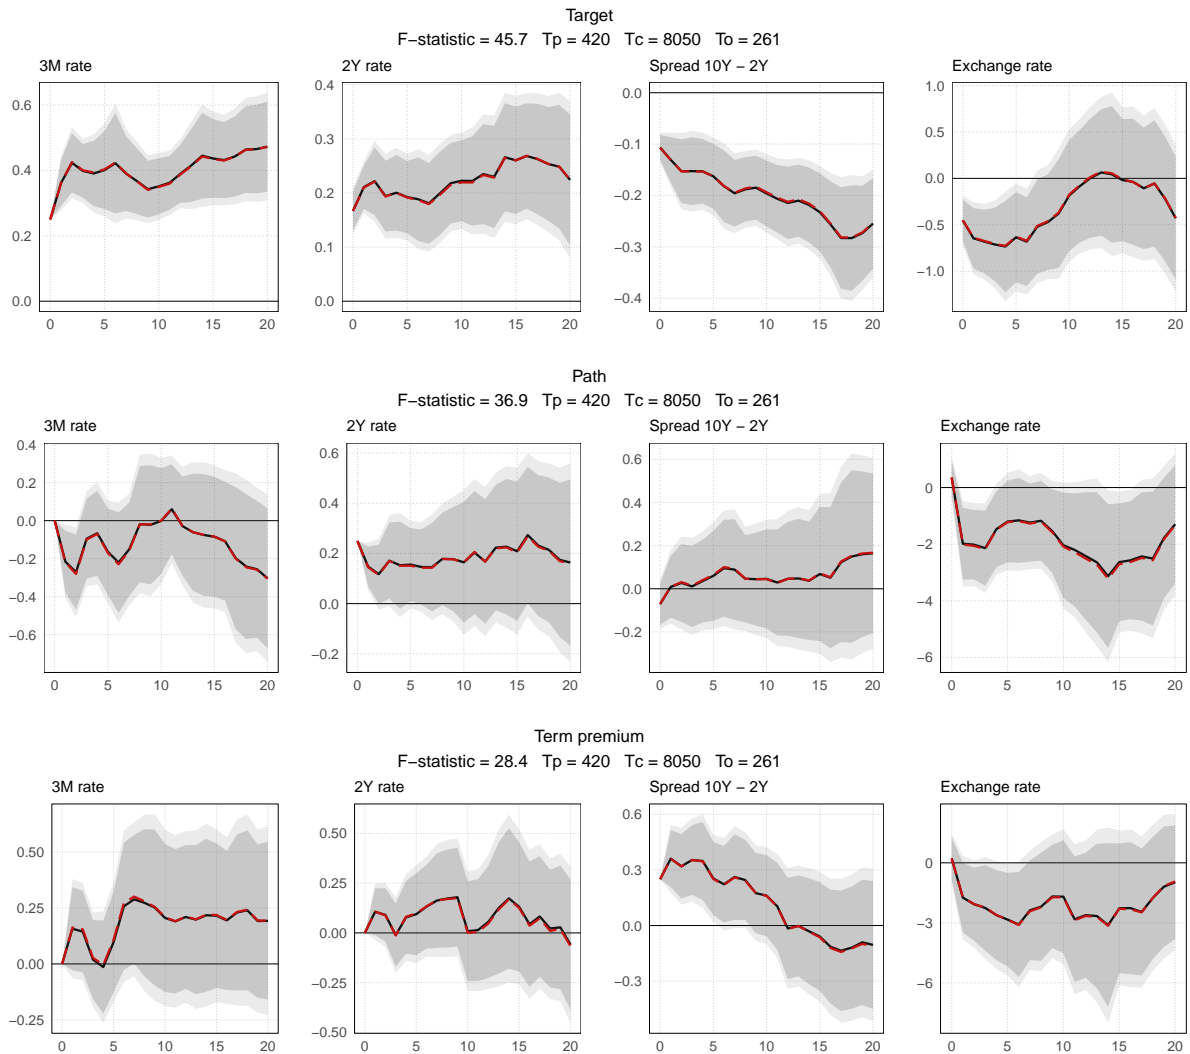 Target
F−statistic = 45.7 Tp = 420 Tc = 8050 To = 261
3M rate
2Y rate
Spread 10Y − 2Y
Exchange rate
0.6
0.4
0.2
0.0
0 5 10 15 20
0.4
0.3
0.2
0.1
0.0
0 5 10 15 20
0.0
−0.1
−0.2
−0.3
−0.4
0 5 10 15 20
1.0
0.5
0.0
−0.5
−1.0
0 5 10 15 20
Path
F−statistic = 36.9 Tp = 420 Tc = 8050 To = 261
3M rate
2Y rate
Spread 10Y − 2Y
Exchange rate
0.4
0.2
0.0
−0.2
−0.4
−0.6
0 5 10 15 20
0.6
0.4
0.2
0.0
−0.2
0 5 10 15 20
0.6
0.4
0.2
0.0
−0.2
0 5 10 15 20
0
−2
−4
−6
0 5 10 15 20
Term premium
F−statistic = 28.4 Tp = 420 Tc = 8050 To = 261
3M rate
2Y rate
Spread 10Y − 2Y
Exchange rate
0.50
0.25
0.00
−0.25
0 5 10 15 20
0.50
0.25
0.00
−0.25
−0.50
0 5 10 15 20
0.6
0.3
0.0
−0.3
0 5 10 15 20
0
−3
−6
0 5 10 15 20